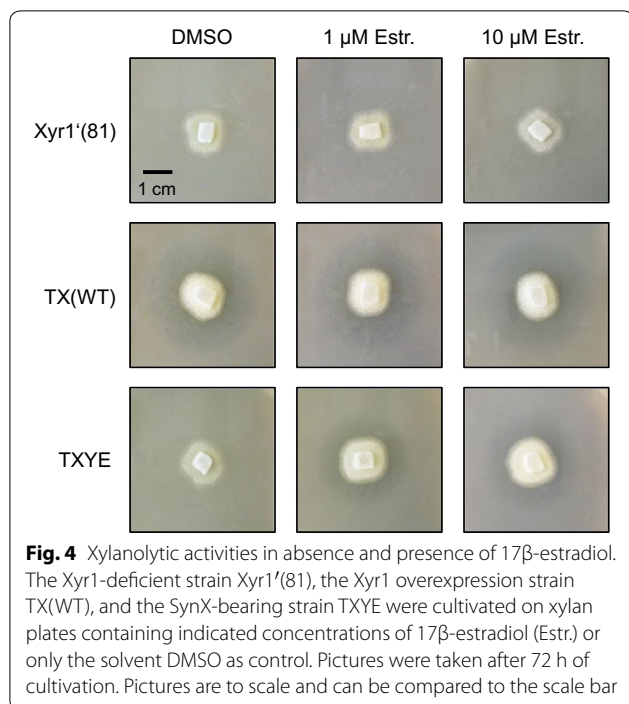 DMSO 1 µM Estr. 10 µM Estr.
Xyr1‘(81)
1 cm
TX(WT)
TXYE
Fig. 4 Xylanolytic activities in absence and presence of 17β-estradiol.
The Xyr1-deficient strain Xyr1′(81), the Xyr1 overexpression strain
TX(WT), and the SynX-bearing strain TXYE were cultivated on xylan
plates containing indicated concentrations of 17β-estradiol (Estr.) or
only the solvent DMSO as control. Pictures were taken after 72 h of
cultivation. Pictures are to scale and can be compared to the scale bar